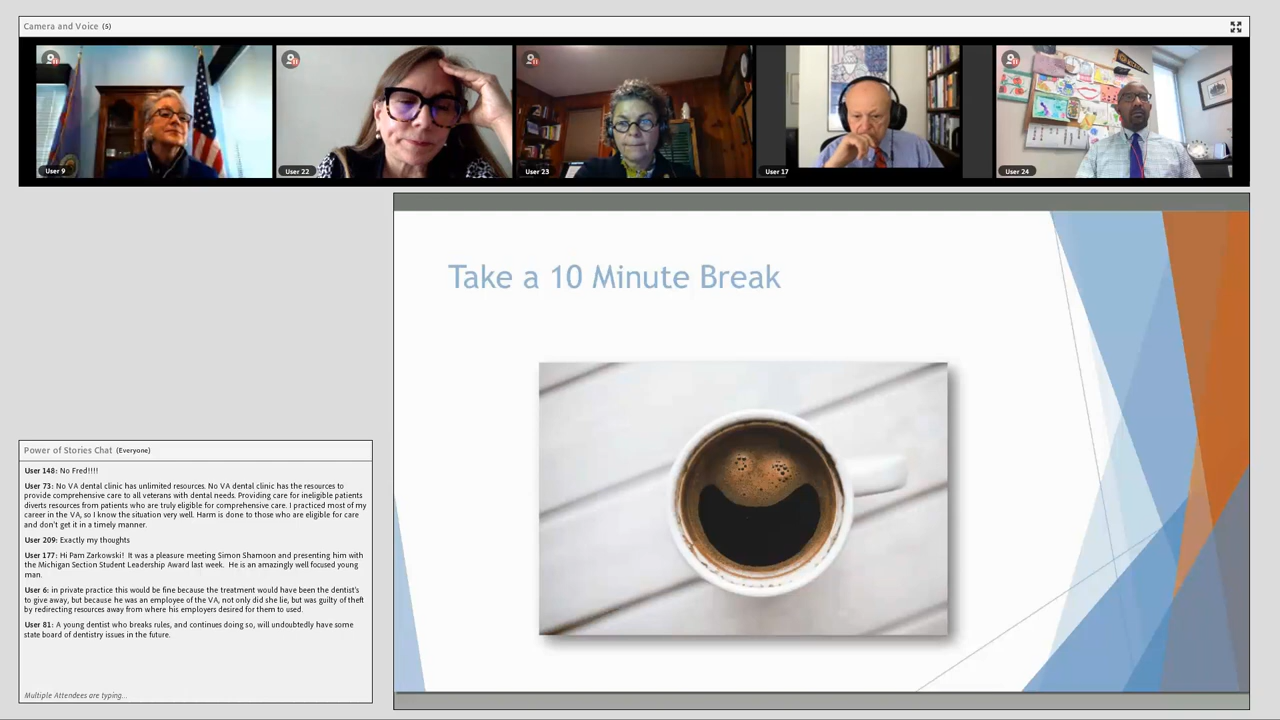 Camera and Voice (5)
User 9
User 22
User 23
User 17
User 24
Take a 10 Minute Break
Power of Stories Chat (Everyone)
User 148: No Fred!!!!
User 73: No VA dental clinic has unlimited resources. No VA dental clinic has the resources to
provide comprehensive care to all veterans with dental needs. Providing care for ineligible patients
diverts resources from patients who are truly eligible for comprehensive care. I practiced most of my
career in the VA, so I know the situation very well. Harm is done to those who are eligible for care
and don't get it in a timely manner.
User 209: Exactly my thoughts
User 177: Hi Pam Zarkowski! It was a pleasure meeting Simon Shamoon and presenting him with
the Michigan Section Student Leadership Award last week. He is an amazingly well focused young
man.
User 6: in private practice this would be fine because the treatment would have been the dentist's
to give away, but because he was an employee of the VA, not only did she lie, but was guilty of theft
by redirecting resources away from where his employers desired for them to used.
User 81: A young dentist who breaks rules, and continues doing so, will undoubtedly have some
state board of dentistry issues in the future.
Multiple Attendees are typing...